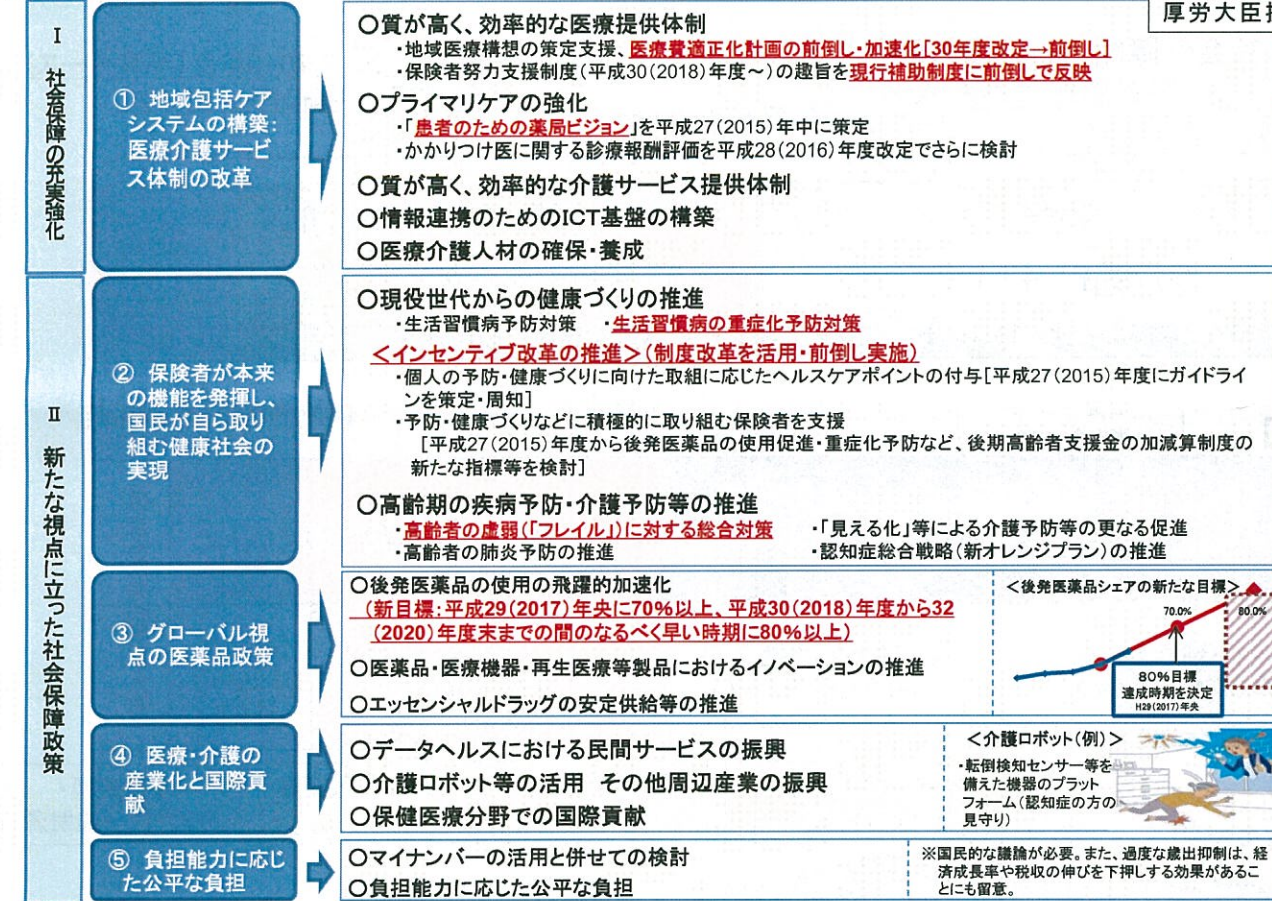 厚労大臣
Ⅰ 社会保障の充実強化
① 地域包括ケア
システムの構築:
医療介護サービ
ス体制の改革
○質が高く、効率的な医療提供体制
・地域医療構想の策定支援、医療費適正化計画の前倒し・加速化[30年度改定→前倒し]
・保険者努力支援制度(平成30(2018)年度～)の趣旨を現行補助制度に前倒しで反映
○プライマリケアの強化
・「患者のための薬局ビジョン」を平成27(2015)年中に策定
・かかりつけ医に関する診療報酬評価を平成28(2016)年度改定でさらに検討
○質が高く、効率的な介護サービス提供体制
○情報連携のためのICT基盤の構築
○医療介護人材の確保・養成
Ⅱ 新たな視点に立った社会保障政策
② 保険者が本来
の機能を発揮し、
国民が自ら取り
組む健康社会の
実現
○現役世代からの健康づくりの推進
・生活習慣病予防対策 ・生活習慣病の重症化予防対策
＜インセンティブ改革の推進＞(制度改革を活用・前倒し実施)
・個人の予防・健康づくりに向けた取組に応じたヘルスケアポイントの付与[平成27(2015)年度にガイドライ
ンを策定・周知]
・予防・健康づくりなどに積極的に取り組む保険者を支援
[平成27(2015)年度から後発医薬品の使用促進・重症化予防など、後期高齢者支援金の加減算制度の
新たな指標等を検討]
○高齢期の疾病予防・介護予防等の推進
・高齢者の虚弱(「フレイル」)に対する総合対策 ・「見える化」等による介護予防等の更なる促進
・高齢者の肺炎予防の推進 ・認知症総合戦略(新オレンジプラン)の推進
③ グローバル視
点の医薬品政策
○後発医薬品の使用の飛躍的加速化
(新目標:平成29(2017)年央に70%以上、平成30(2018)年度から32
(2020)年度末までの間のなるべく早い時期に80%以上)
○医薬品・医療機器・再生医療等製品におけるイノベーションの推進
○エッセンシャルドラッグの安定供給等の推進
＜後発医薬品シェアの新たな目標＞
70.0%
80.0%
80%目標
達成時期を決定
H29(2017)年央
④ 医療・介護の
産業化と国際貢
献
○データヘルスにおける民間サービスの振興
○介護ロボット等の活用 その他周辺産業の振興
○保健医療分野での国際貢献
＜介護ロボット(例)＞
・転倒検知センサー等を
備えた機器のプラット
フォーム(認知症の方の
見守り)
⑤ 負担能力に応じ
た公平な負担
○マイナンバーの活用と併せての検討
○負担能力に応じた公平な負担
※国民的な議論が必要。また、過度な歳出抑制は、経
済成長率や税収の伸びを下押しする効果があるこ
とにも留意。